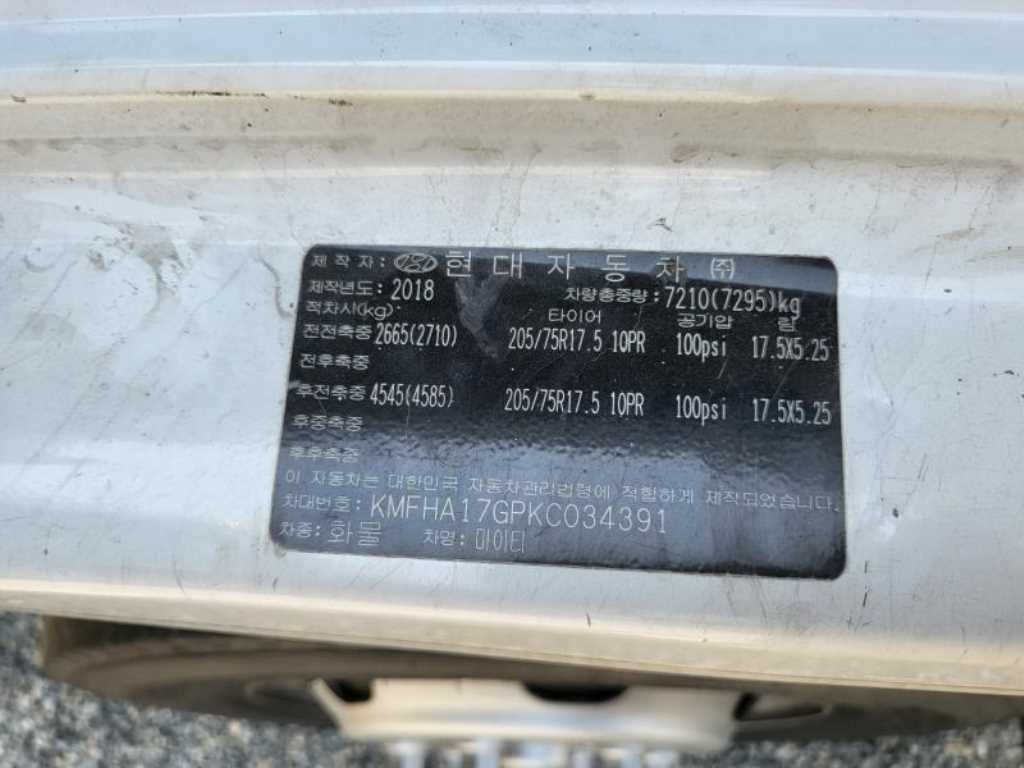 제작자: 현대자동차 ㈜
제작년도: 2018 차량총중량: 7210(7295)kg
적차시(kg) 타이어 공기압 림
전전축중 2665(2710) 205/75R17.5 10PR 100psi 17.5X5.25
전후축중
후전축중 4545(4585) 205/75R17.5 10PR 100psi 17.5X5.25
후중축중
후후축중
이 자동차는 대한민국 자동차관리법령에 적합하게 제작되었습니다.
차대번호: KMFHA17GPKC034391
차종: 화물 차명: 마이티